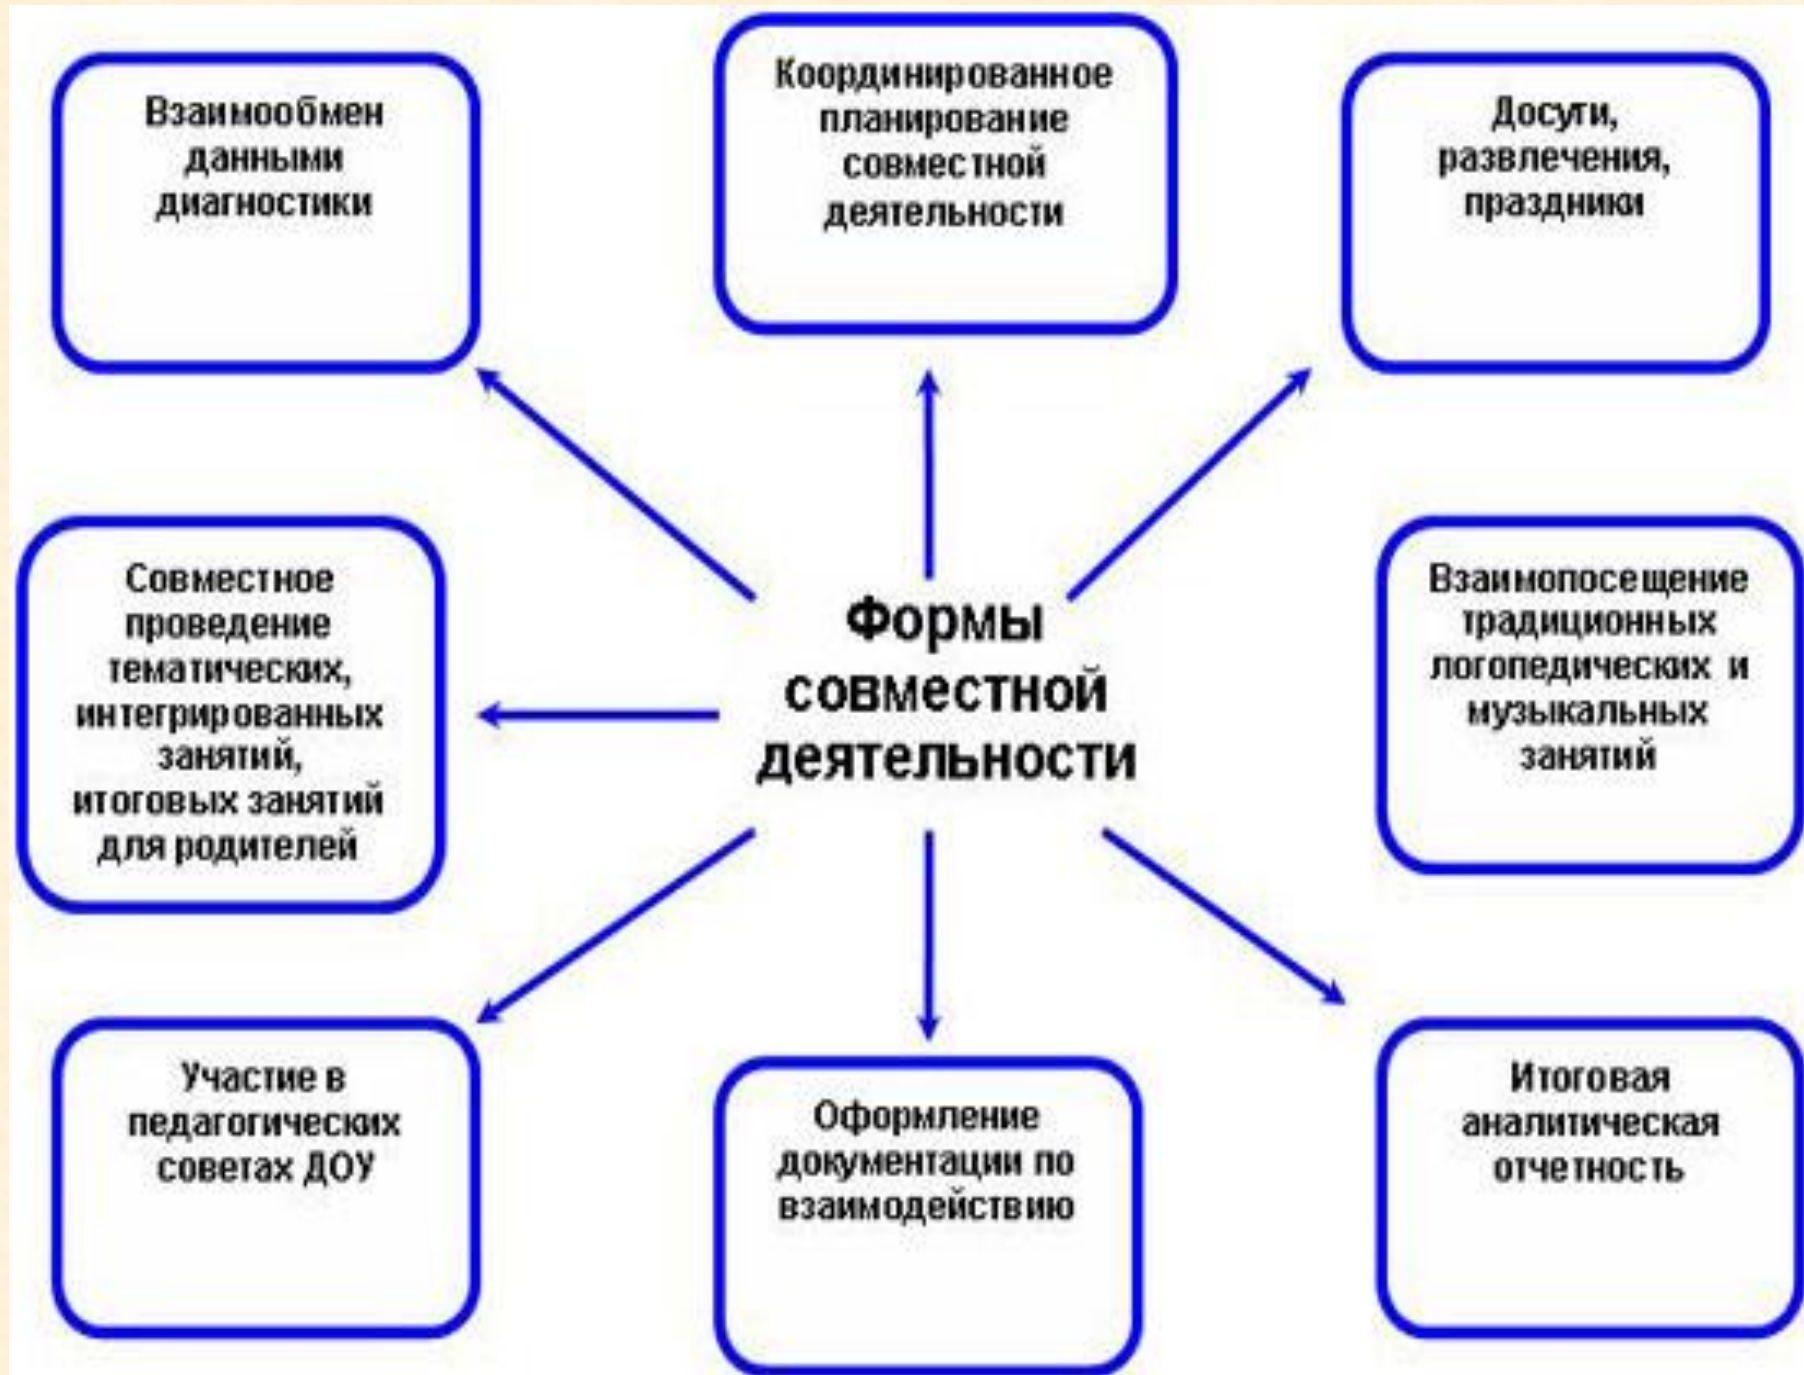 Взаимообмен
данными
диагностики
Координированное
планирование
совместной
деятельности
Досуги,
развлечения,
праздники
Совместное
проведение
тематических,
интегрированных
занятий,
итоговых занятий
для родителей
Формы
совместной
деятельности
Взаимопосещение
традиционных
логопедических и
музыкальных
занятий
Участие в
педагогических
советах ДОУ
Оформление
документации по
взаимодействию
Итоговая
аналитическая
отчетность